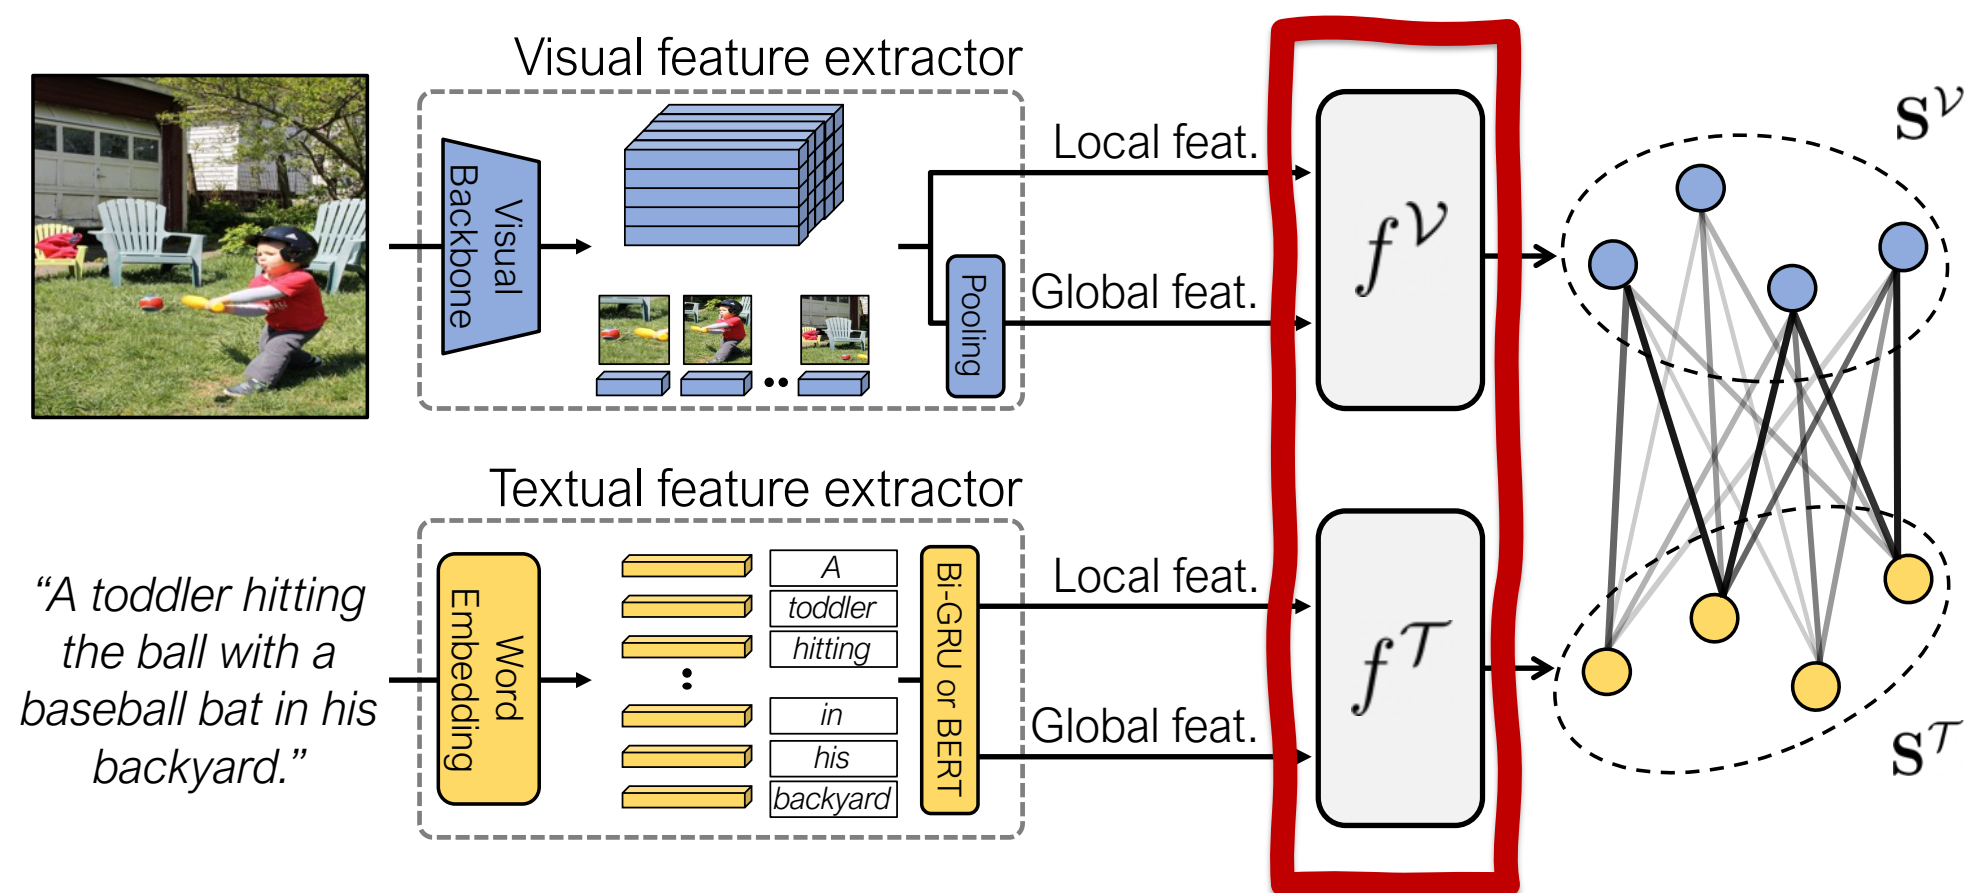 Visual feature extractor
Visual
Backbone
Pooling
Local feat.
Global feat.
f^𝒱
S^𝒱
Textual feature extractor
“A toddler hitting
the ball with a
baseball bat in his
backyard.”
Word
Embedding
A
toddler
hitting
in
his
backyard
Bi-GRU or BERT
Local feat.
Global feat.
f^𝒯
S^𝒯